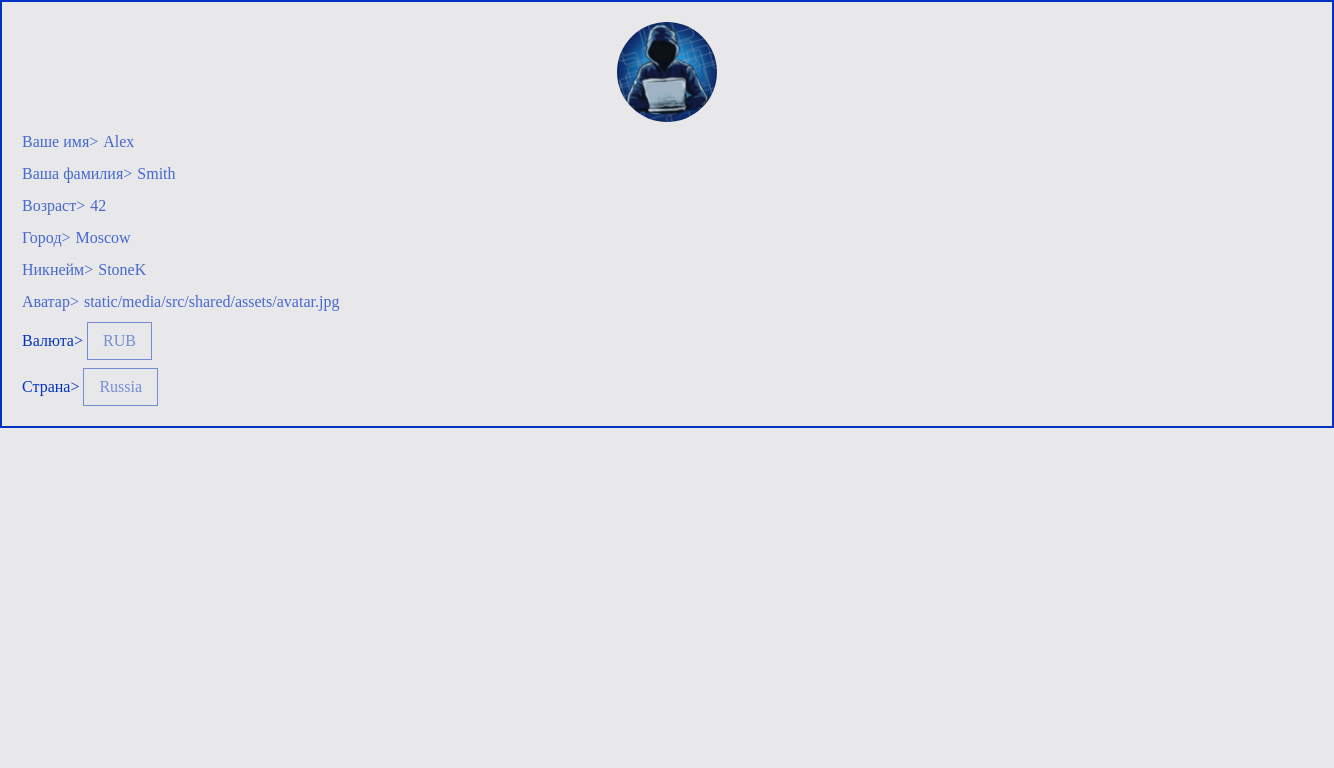 Ваше имя> Alex
Ваша фамилия> Smith
Возраст> 42
Город> Moscow
Никнейм> StoneK
Аватар> static/media/src/shared/assets/avatar.jpg
Валюта> RUB
Страна> Russia